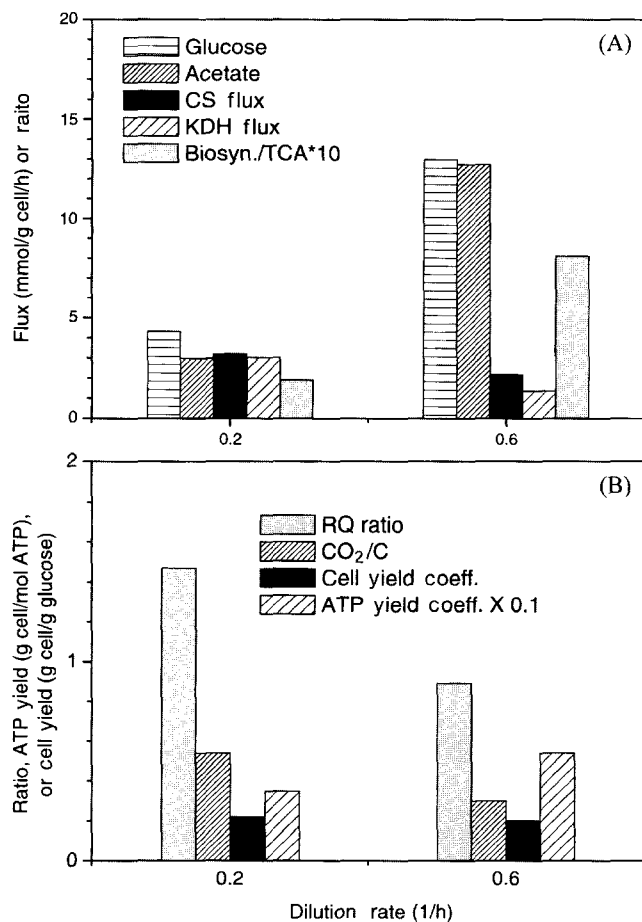 (A)
20
15
10
5
0
Flux (mmol/g cell/h) or raito
Glucose
Acetate
CS flux
KDH flux
Biosyn./TCA*10
0.2
0.6
(B)
2
1
0
Ratio, ATP yield (g cell/mol ATP),
or cell yield (g cell/g glucose)
RQ ratio
CO₂/C
Cell yield coeff.
ATP yield coeff. X 0.1
0.2
0.6
Dilution rate (1/h)